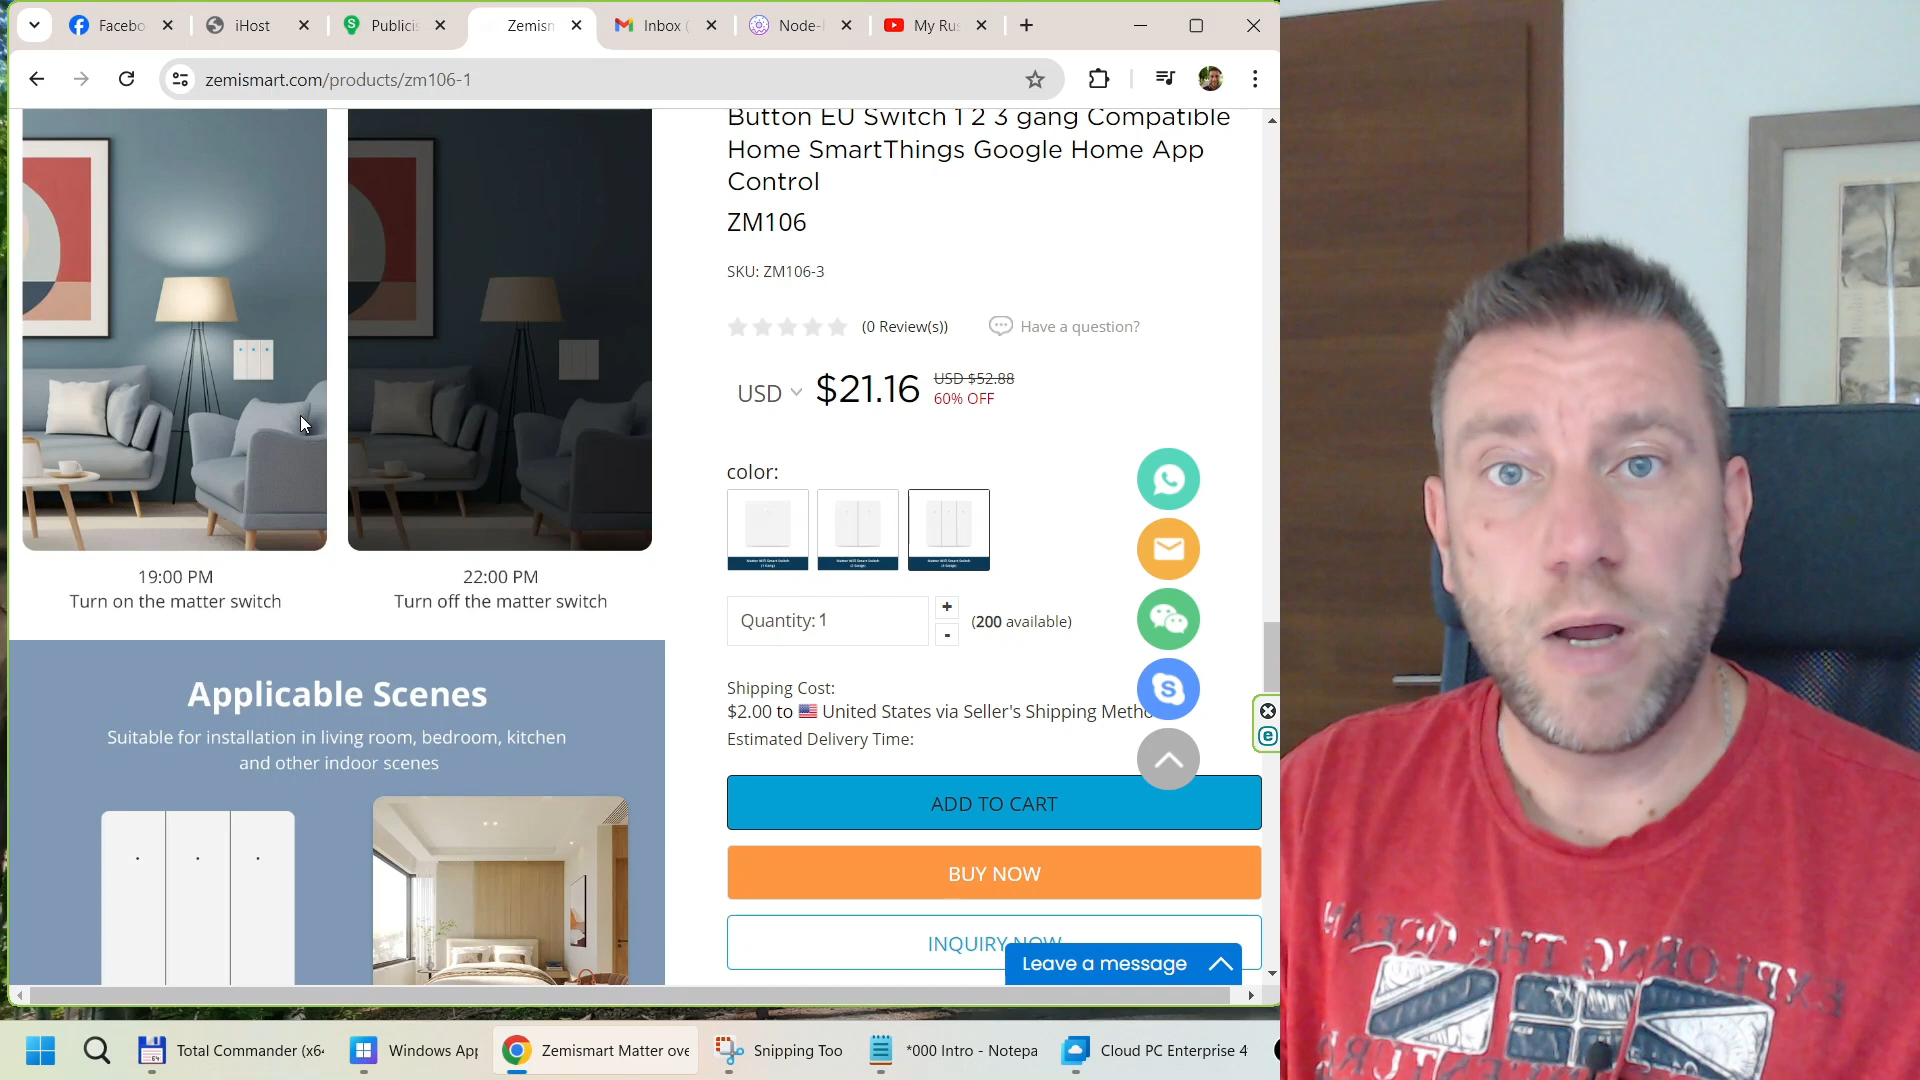 Facebo
iHost
Publicis
Zemism
Inbox (
Node-
My Rus
zemismart.com/products/zm106-1
Button EU Switch 1 2 3 gang Compatible
Home SmartThings Google Home App
Control
ZM106
SKU: ZM106-3
(0 Review(s))
Have a question?
USD
$21.16
USD $52.88
60% OFF
color:
Quantity: 1
+
-
(200 available)
Shipping Cost:
$2.00 to United States via Seller's Shipping Metho
Estimated Delivery Time:
ADD TO CART
BUY NOW
INQUIRY NOW
Leave a message
19:00 PM
Turn on the matter switch
22:00 PM
Turn off the matter switch
Applicable Scenes
Suitable for installation in living room, bedroom, kitchen
and other indoor scenes
Total Commander (x64
Windows App
Zemismart Matter ove
Snipping Too
*000 Intro - Notepa
Cloud PC Enterprise 4